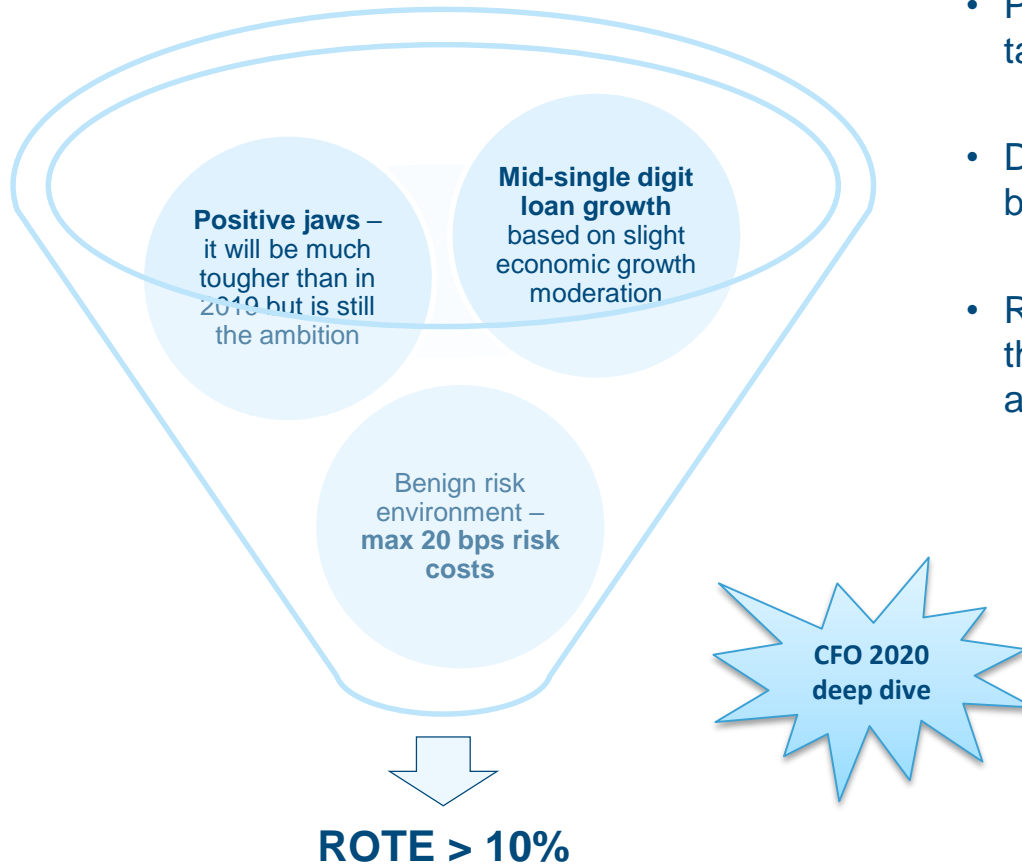 Positive jaws –
it will be much
tougher than in
2019 but is still
the ambition
Mid-single digit
loan growth
based on slight
economic growth
moderation
Benign risk
environment –
max 20 bps risk
costs
ROTE > 10%
CFO 2020
deep dive
• P
ta
• D
b
• R
th
a